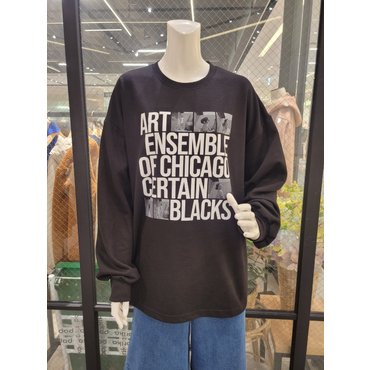 ART
ENSEMBLE
OF CHICAGO
CERTAIN
BLACKS